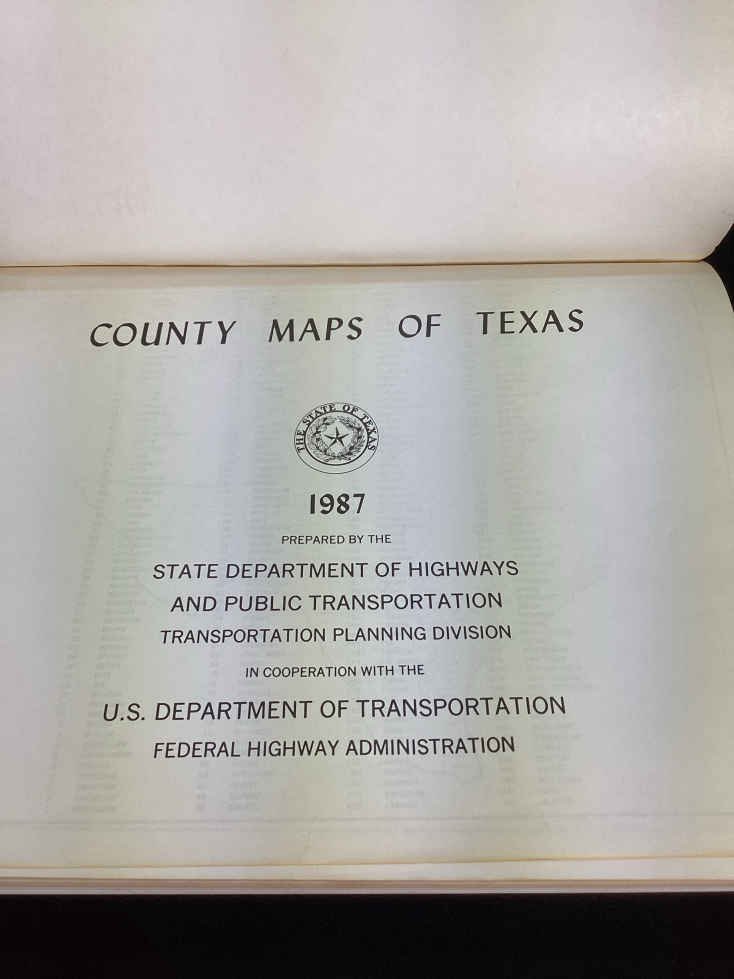 COUNTY MAPS OF TEXAS
THE STATE OF TEXAS
1987
PREPARED BY THE
STATE DEPARTMENT OF HIGHWAYS
AND PUBLIC TRANSPORTATION
TRANSPORTATION PLANNING DIVISION
IN COOPERATION WITH THE
U.S. DEPARTMENT OF TRANSPORTATION
FEDERAL HIGHWAY ADMINISTRATION